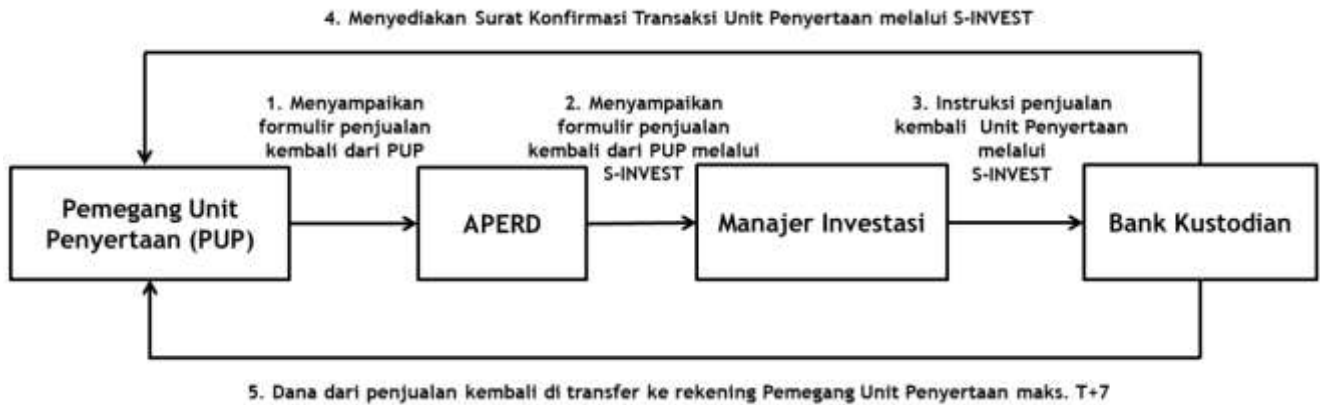 4. Menyediakan Surat Konfirmasi Transaksi Unit Penyertaan melalui S-INVEST
1. Menyampaikan
formulir penjualan
kembali dari PUP
2. Menyampaikan
formulir penjualan
kembali dari PUP melalui
S-INVEST
3. Instruksi penjualan
kembali Unit Penyertaan
melalui
S-INVEST
Pemegang Unit
Penyertaan (PUP)
APERD
Manajer Investasi
Bank Kustodian
5. Dana dari penjualan kembali di transfer ke rekening Pemegang Unit Penyertaan maks. T+7